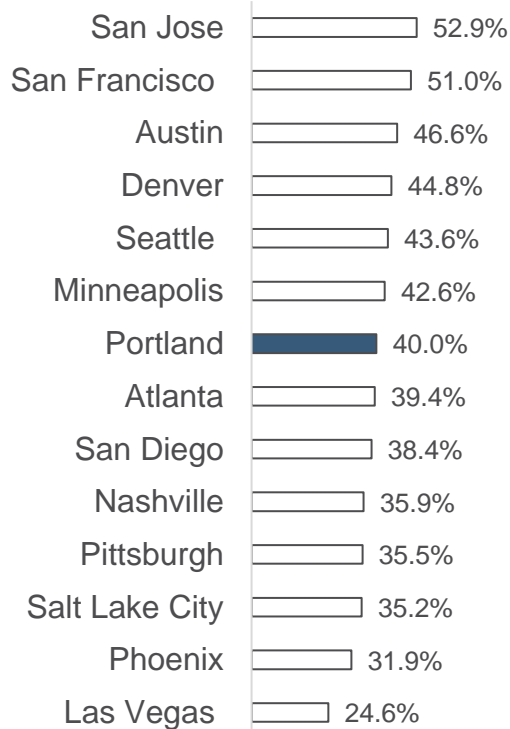 San Jose 52.9%
San Francisco 51.0%
Austin 46.6%
Denver 44.8%
Seattle 43.6%
Minneapolis 42.6%
Portland 40.0%
Atlanta 39.4%
San Diego 38.4%
Nashville 35.9%
Pittsburgh 35.5%
Salt Lake City 35.2%
Phoenix 31.9%
Las Vegas 24.6%